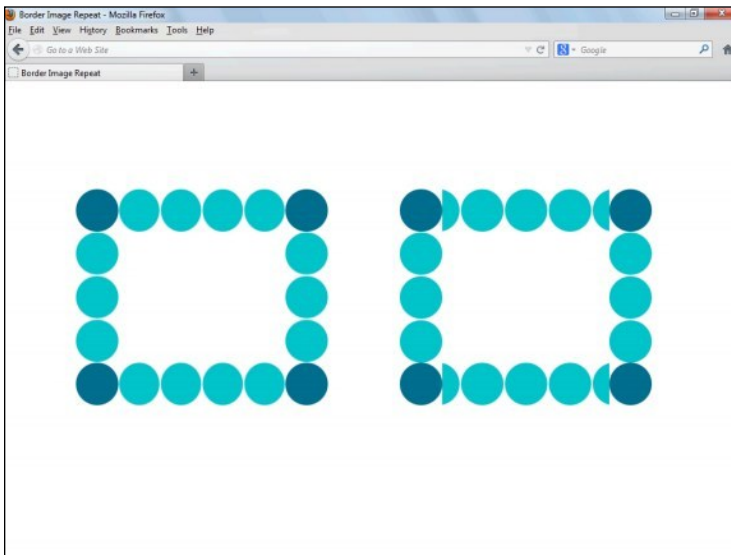 Border Image Repeat - Mozilla Firefox
File Edit View History Bookmarks Tools Help
Go to a Web Site
Google
Border Image Repeat